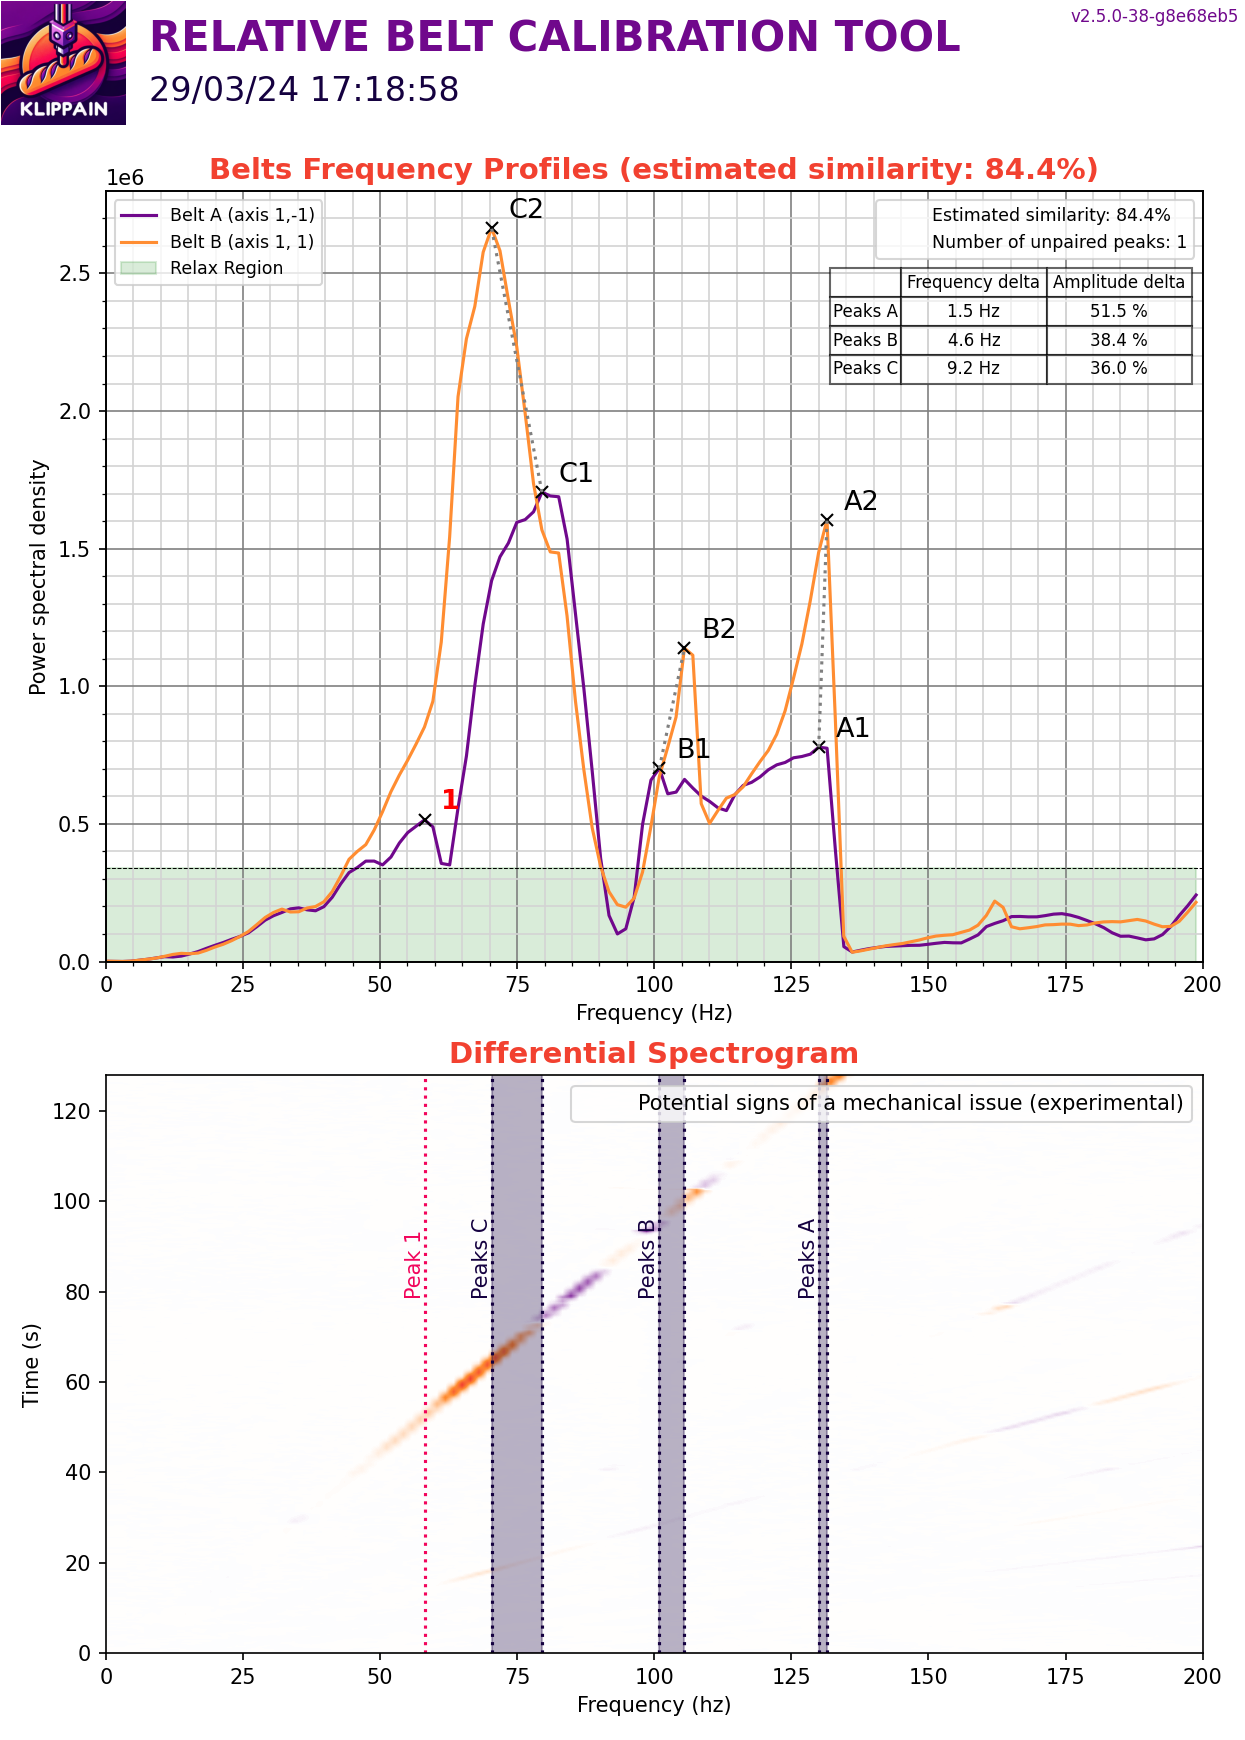 KLIPPAIN
RELATIVE BELT CALIBRATION TOOL
29/03/24 17:18:58
v2.5.0-38-g8e68eb5
Belts Frequency Profiles (estimated similarity: 84.4%)
1e6
Belt A (axis 1,-1)
Belt B (axis 1, 1)
Relax Region
Estimated similarity: 84.4%
Number of unpaired peaks: 1
Frequency delta Amplitude delta
Peaks A 1.5 Hz 51.5 %
Peaks B 4.6 Hz 38.4 %
Peaks C 9.2 Hz 36.0 %
C2
C1
A2
B2
A1
B1
1
Power spectral density
2.5
2.0
1.5
1.0
0.5
0.0
0 25 50 75 100 125 150 175 200
Frequency (Hz)
Differential Spectrogram
Potential signs of a mechanical issue (experimental)
Peak 1
Peaks C
Peaks B
Peaks A
Time (s)
120
100
80
60
40
20
0
0 25 50 75 100 125 150 175 200
Frequency (hz)